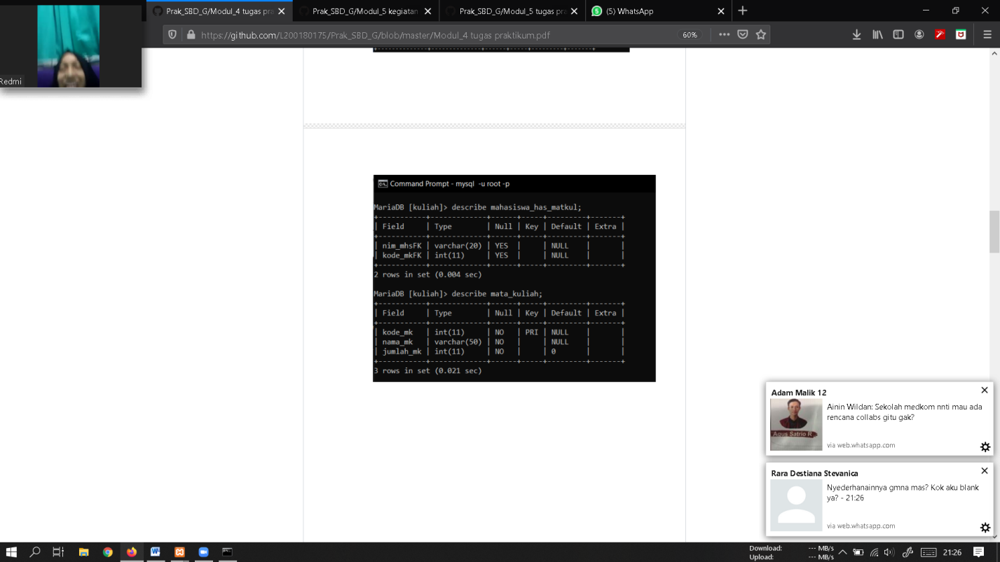 Prak_SBD_G/Modul_4 tugas pra
Prak_SBD_G/Modul_5 kegiatan
Prak_SBD_G/Modul_5 tugas pra
(5) WhatsApp
https://github.com/L200180175/Prak_SBD_G/blob/master/Modul_4 tugas praktikum.pdf
60%
Redmi
Command Prompt - mysql -u root -p
MariaDB [kuliah]> describe mahasiswa_has_matkul;
+-----------+-------------+------+-----+---------+-------+
| Field | Type | Null | Key | Default | Extra |
+-----------+-------------+------+-----+---------+-------+
| nim_mhsFK | varchar(20) | YES | | NULL | |
| kode_mkFK | int(11) | YES | | NULL | |
+-----------+-------------+------+-----+---------+-------+
2 rows in set (0.004 sec)
MariaDB [kuliah]> describe mata_kuliah;
+-----------+-------------+------+-----+---------+-------+
| Field | Type | Null | Key | Default | Extra |
+-----------+-------------+------+-----+---------+-------+
| kode_mk | int(11) | NO | PRI | NULL | |
| nama_mk | varchar(50) | NO | | NULL | |
| jumlah_mk | int(11) | NO | | 0 | |
+-----------+-------------+------+-----+---------+-------+
3 rows in set (0.021 sec)
Adam Malik 12
Ainin Wildan: Sekolah medkom nnti mau ada
rencana collabs gitu gak?
Agus Satrio R
via web.whatsapp.com
Rara Destiana Stevanica
Nyederhanainnya gmna mas? Kok aku blank
ya? - 21:26
via web.whatsapp.com
Download: --- MB/s
Upload: --- MB/s
21:26